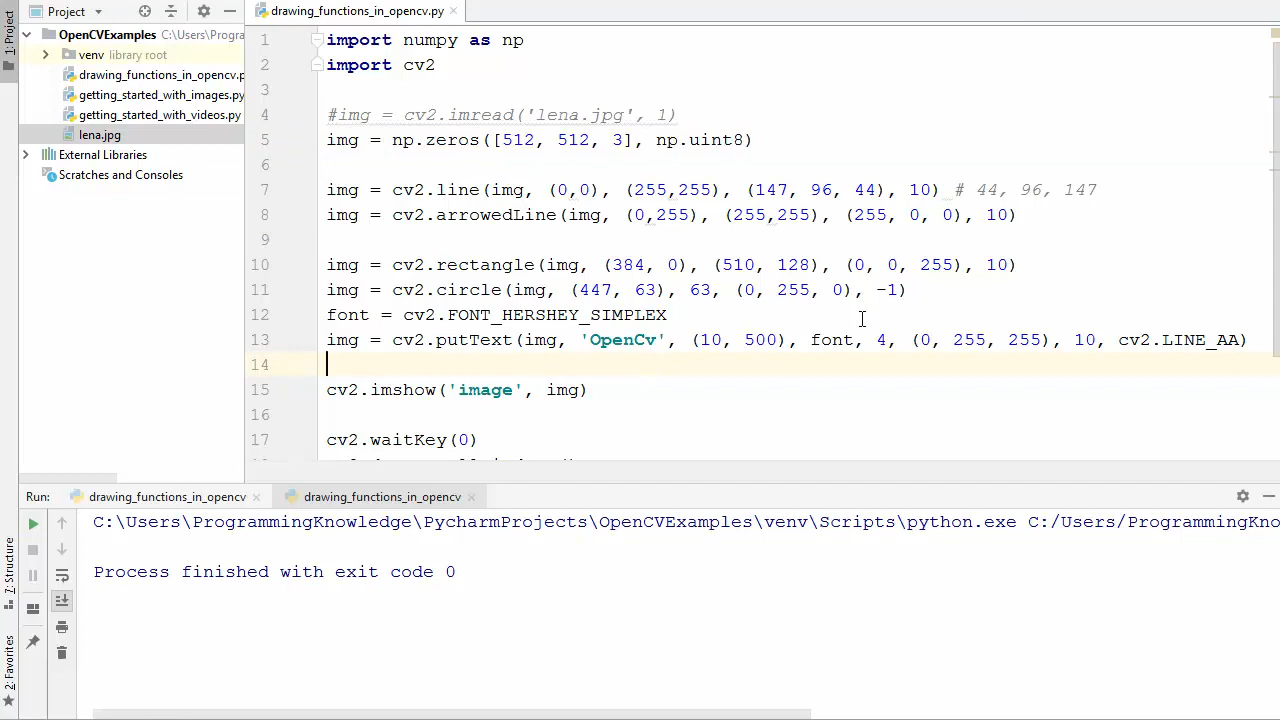 Project
drawing_functions_in_opencv.py
1: Project
OpenCVExamples C:\Users\Progra
venv library root
drawing_functions_in_opencv.p
getting_started_with_images.py
getting_started_with_videos.py
lena.jpg
External Libraries
Scratches and Consoles
1 import numpy as np
2 import cv2
3
4 #img = cv2.imread('lena.jpg', 1)
5 img = np.zeros([512, 512, 3], np.uint8)
6
7 img = cv2.line(img, (0,0), (255,255), (147, 96, 44), 10) # 44, 96, 147
8 img = cv2.arrowedLine(img, (0,255), (255,255), (255, 0, 0), 10)
9
10 img = cv2.rectangle(img, (384, 0), (510, 128), (0, 0, 255), 10)
11 img = cv2.circle(img, (447, 63), 63, (0, 255, 0), -1)
12 font = cv2.FONT_HERSHEY_SIMPLEX
13 img = cv2.putText(img, 'OpenCv', (10, 500), font, 4, (0, 255, 255), 10, cv2.LINE_AA)
14
15 cv2.imshow('image', img)
16
17 cv2.waitKey(0)
Run: drawing_functions_in_opencv drawing_functions_in_opencv
C:\Users\ProgrammingKnowledge\PycharmProjects\OpenCVExamples\venv\Scripts\python.exe C:/Users/ProgrammingKno
Process finished with exit code 0
7: Structure
2: Favorites